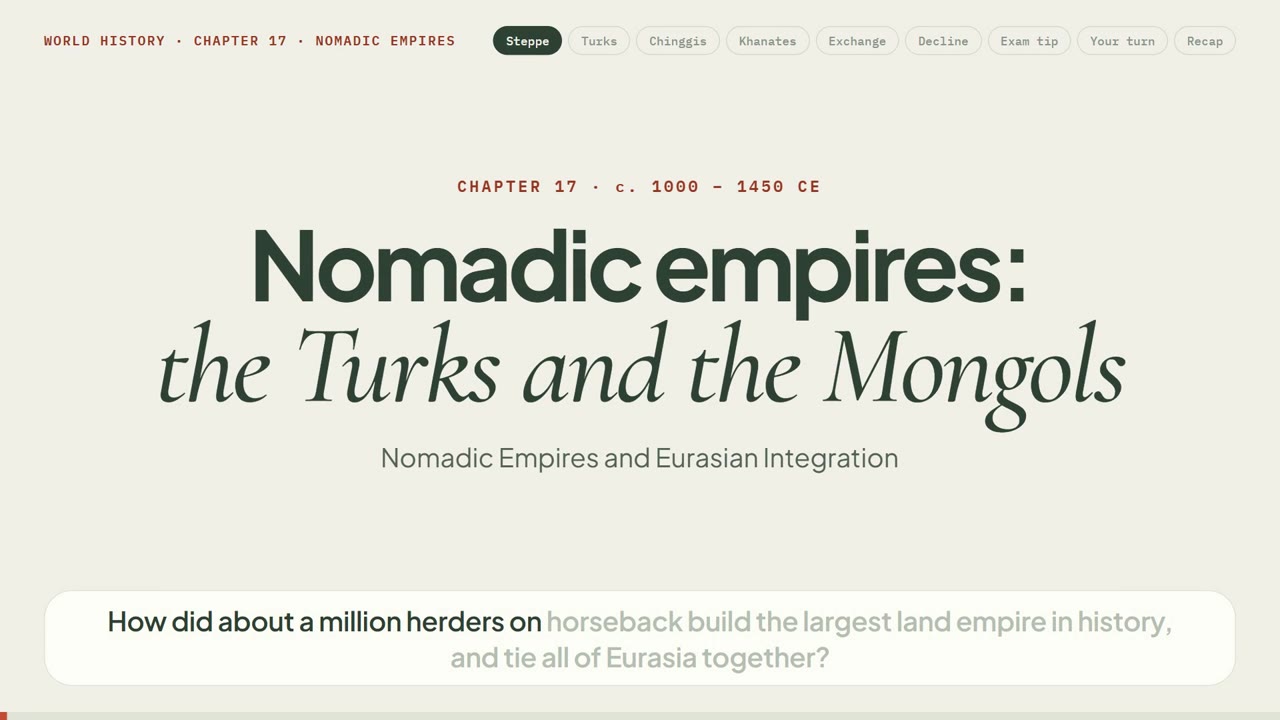 WORLD HISTORY · CHAPTER 17 · NOMADIC EMPIRES
Steppe
Turks
Chinggis
Khanates
Exchange
Decline
Exam tip
Your turn
Recap
CHAPTER 17 · c. 1000 – 1450 CE
Nomadic empires:
the Turks and the Mongols
Nomadic Empires and Eurasian Integration
How did about a million herders on horseback build the largest land empire in history,
and tie all of Eurasia together?